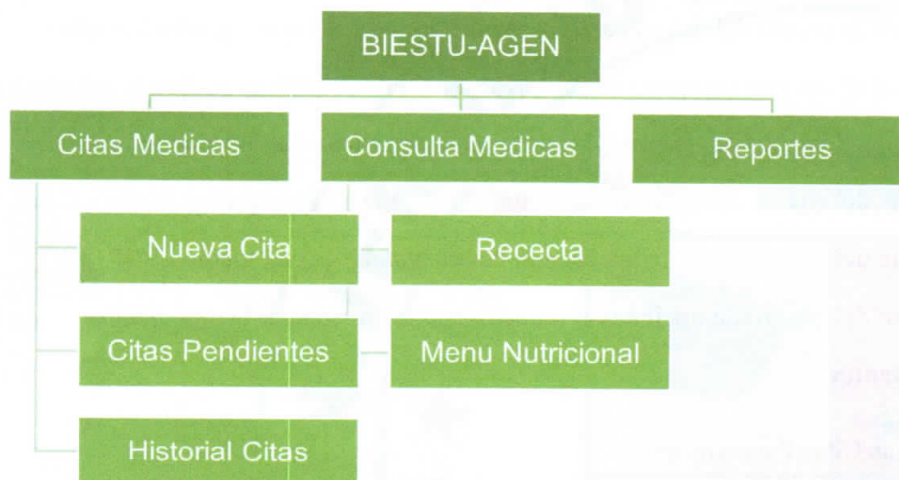 BIESTU-AGEN
Citas Medicas
Consulta Medicas
Reportes
Nueva Cita
Rececta
Citas Pendientes
Menu Nutricional
Historial Citas